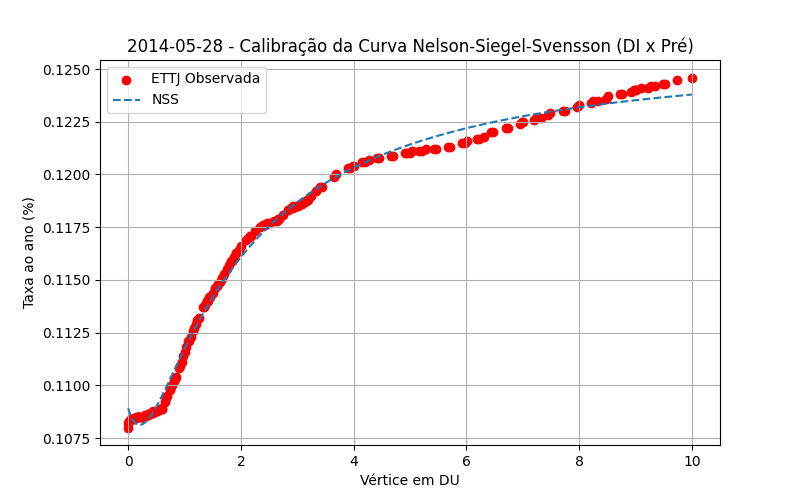 2014-05-28 - Calibração da Curva Nelson-Siegel-Svensson (DI x Pré)
ETTJ Observada
NSS
Taxa ao ano (%)
0.1250
0.1225
0.1200
0.1175
0.1150
0.1125
0.1100
0.1075
0 2 4 6 8 10
Vértice em DU